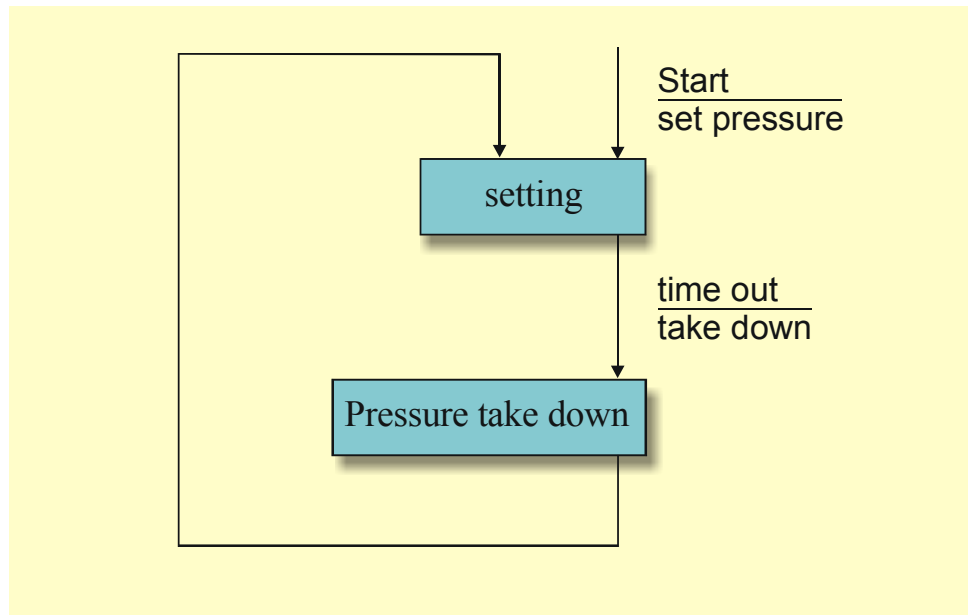 Start
set pressure
setting
time out
take down
Pressure take down